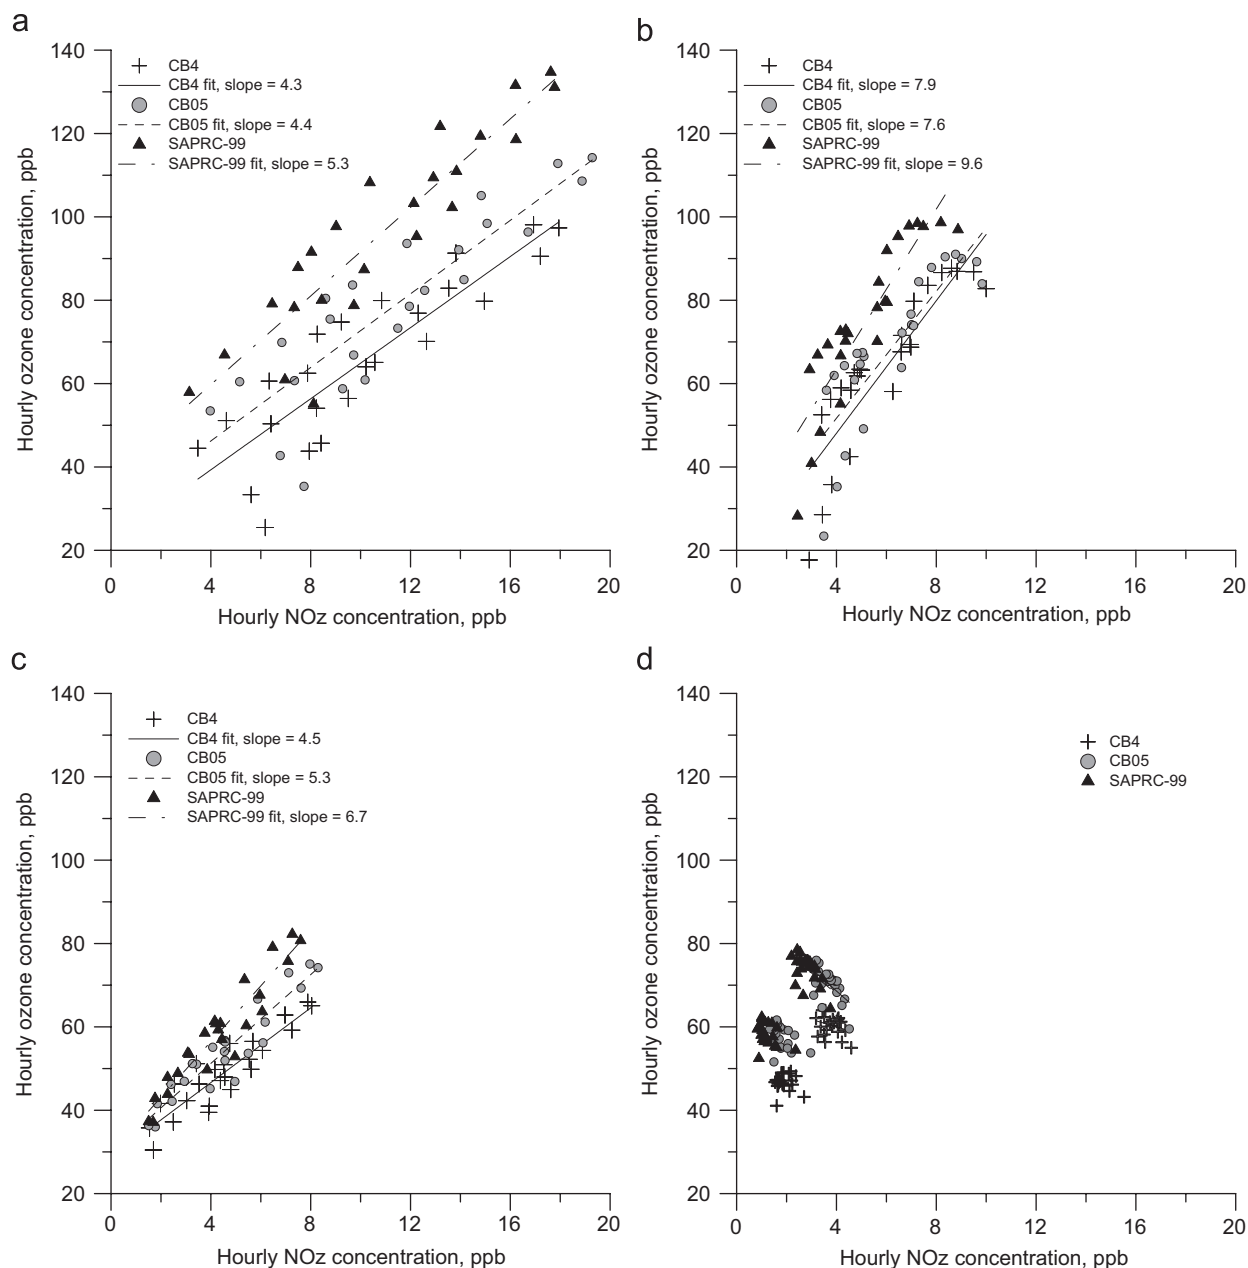 a
140
120
100
80
60
40
20
Hourly ozone concentration, ppb
CB4
CB4 fit, slope = 4.3
CB05
CB05 fit, slope = 4.4
SAPRC-99
SAPRC-99 fit, slope = 5.3
0 4 8 12 16 20
Hourly NOz concentration, ppb
b
140
120
100
80
60
40
20
Hourly ozone concentration, ppb
CB4
CB4 fit, slope = 7.9
CB05
CB05 fit, slope = 7.6
SAPRC-99
SAPRC-99 fit, slope = 9.6
0 4 8 12 16 20
Hourly NOz concentration, ppb
c
140
120
100
80
60
40
20
Hourly ozone concentration, ppb
CB4
CB4 fit, slope = 4.5
CB05
CB05 fit, slope = 5.3
SAPRC-99
SAPRC-99 fit, slope = 6.7
0 4 8 12 16 20
Hourly NOz concentration, ppb
d
140
120
100
80
60
40
20
Hourly ozone concentration, ppb
CB4
CB05
SAPRC-99
0 4 8 12 16 20
Hourly NOz concentration, ppb